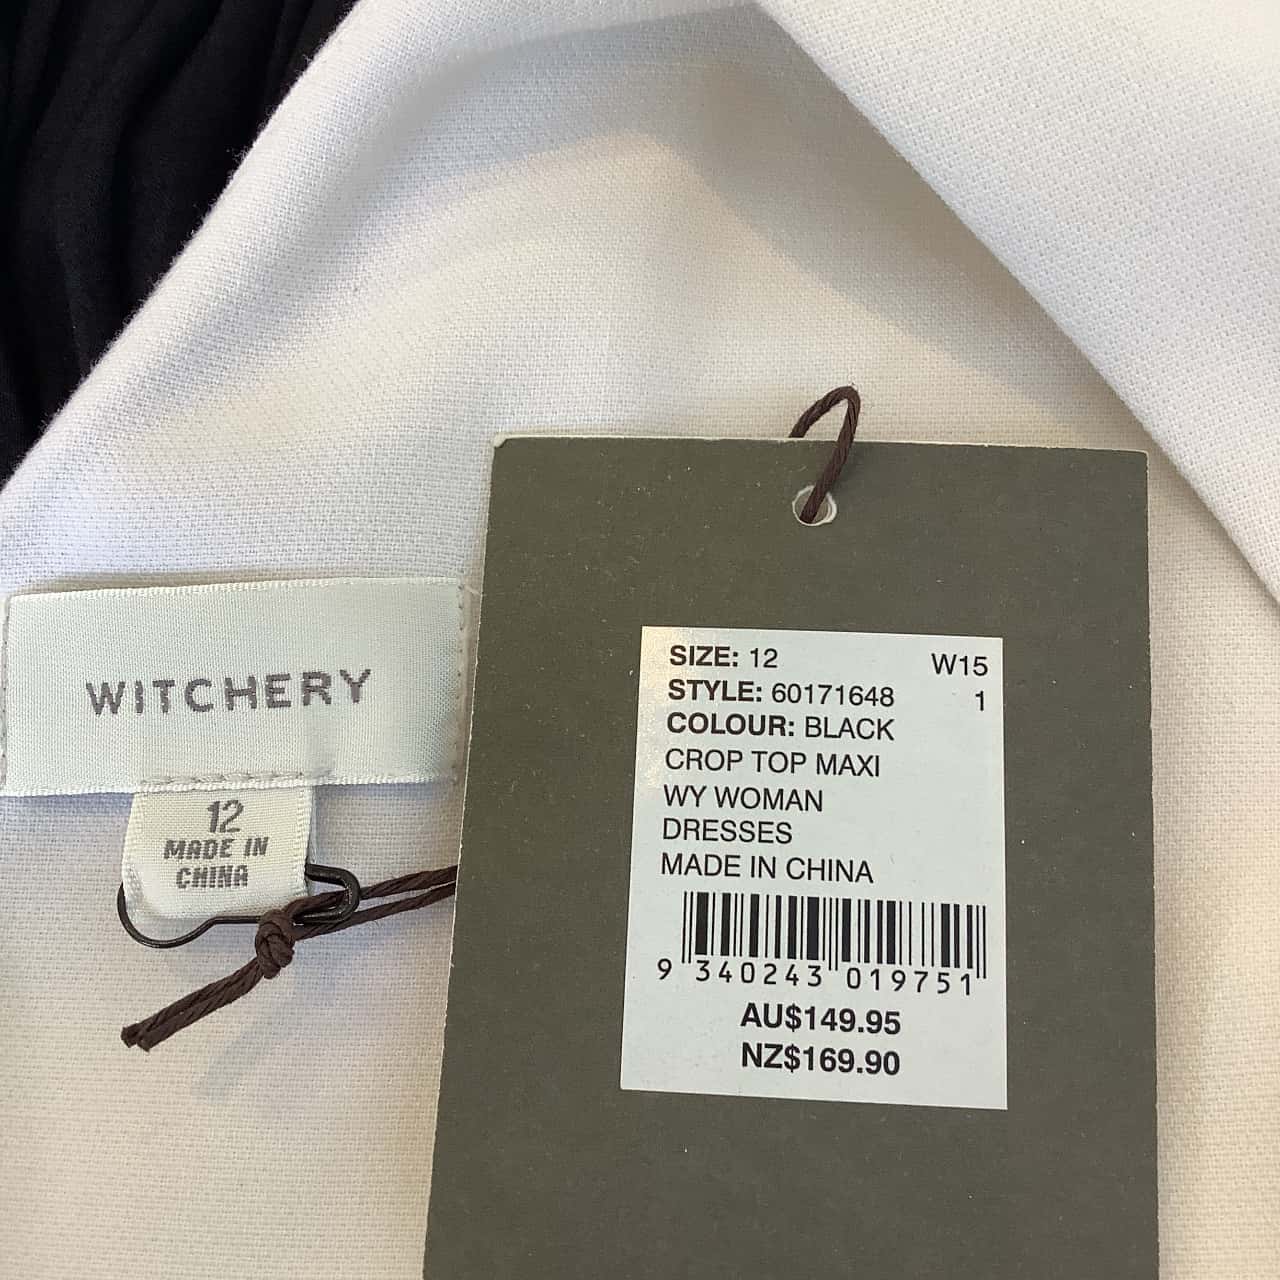 WITCHERY
12
MADE IN
CHINA
SIZE: 12
W15
STYLE: 60171648
1
COLOUR: BLACK
CROP TOP MAXI
WY WOMAN
DRESSES
MADE IN CHINA
9 340243 019751
AU$149.95
NZ$169.90